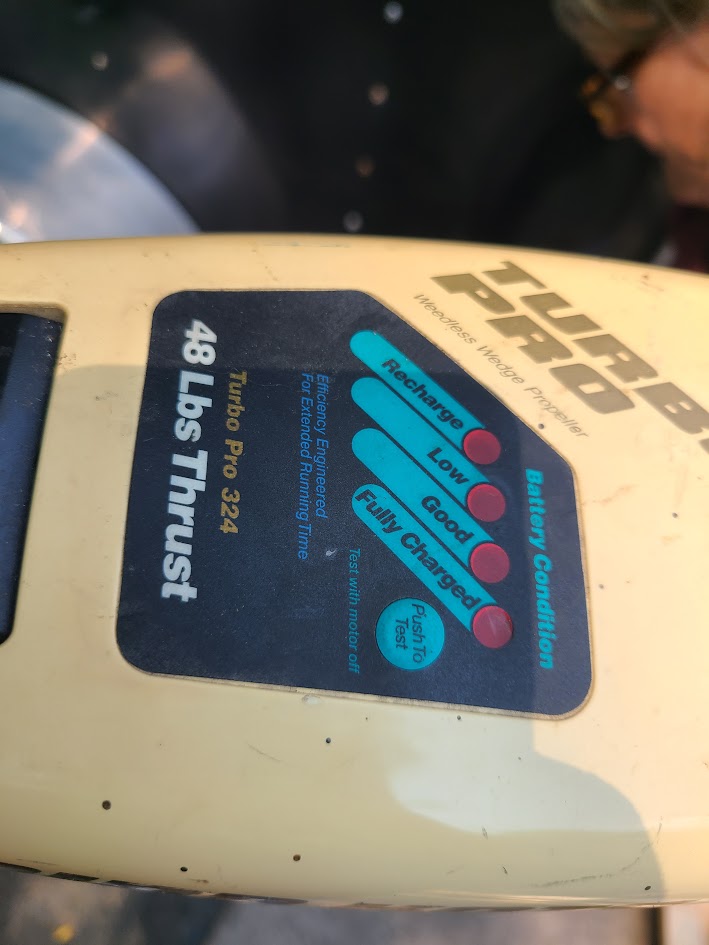 TURBO
PRO
Weedless Wedge Propeller
Battery Condition
Recharge
Low
Good
Fully Charged
Push To
Test
Test with motor off
Efficiency Engineered
For Extended Running Time
Turbo Pro 324
48 Lbs Thrust